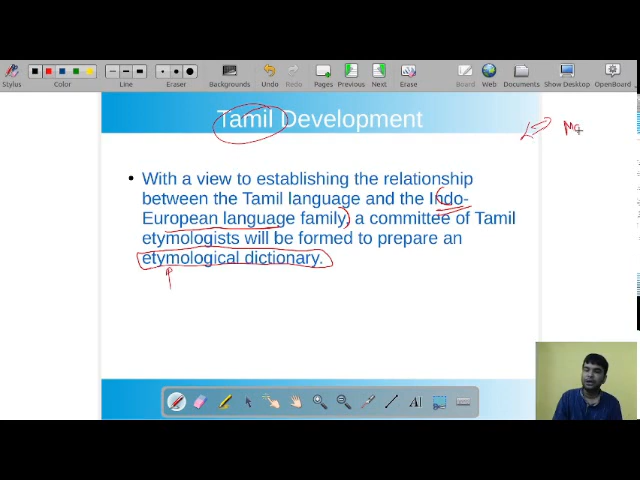 Stylus
Color
Line
Eraser
Backgrounds
Undo
Redo
Pages
Previous
Next
Erase
Board
Web
Documents
Show Desktop
OpenBoard
Tamil Development
• With a view to establishing the relationship
between the Tamil language and the Indo-
European language family, a committee of Tamil
etymologists will be formed to prepare an
etymological dictionary.